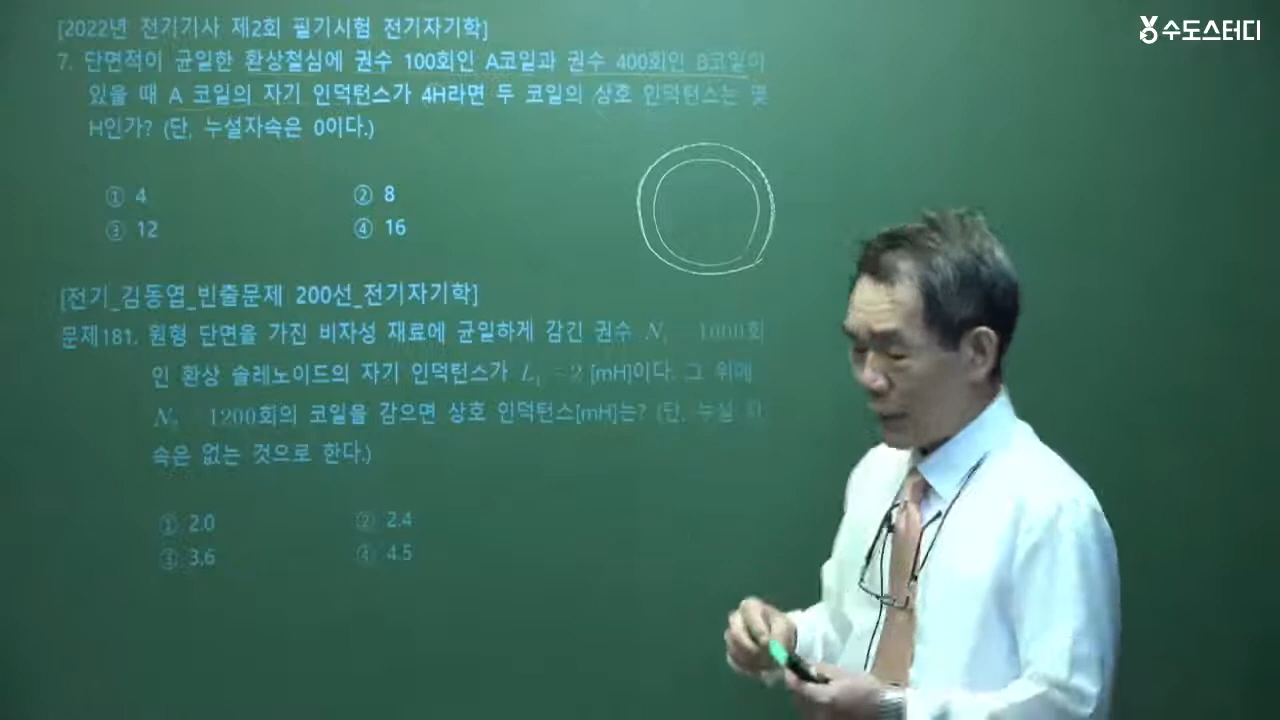 수도스터디
[2022년 전기기사 제2회 필기시험 전기자기학]
7. 단면적이 균일한 환상철심에 권수 100회인 A코일과 권수 400회인 B코일이
있을 때 A 코일의 자기 인덕턴스가 4H라면 두 코일의 상호 인덕턴스는 몇
H인가? (단, 누설자속은 0이다.)
① 4 ② 8
③ 12 ④ 16
[전기_김동엽_빈출문제 200선_전기자기학]
문제181. 원형 단면을 가진 비자성 재료에 균일하게 감긴 권수 N₁ 1000회
인 환상 솔레노이드의 자기 인덕턴스가 L₁ = 2 [mH]이다. 그 위에
1200회의 코일을 감으면 상호 인덕턴스[mH]는? (단, 누설 자
속은 없는 것으로 한다.)
① 2.0 ② 2.4
③ 3.6 ④ 4.5